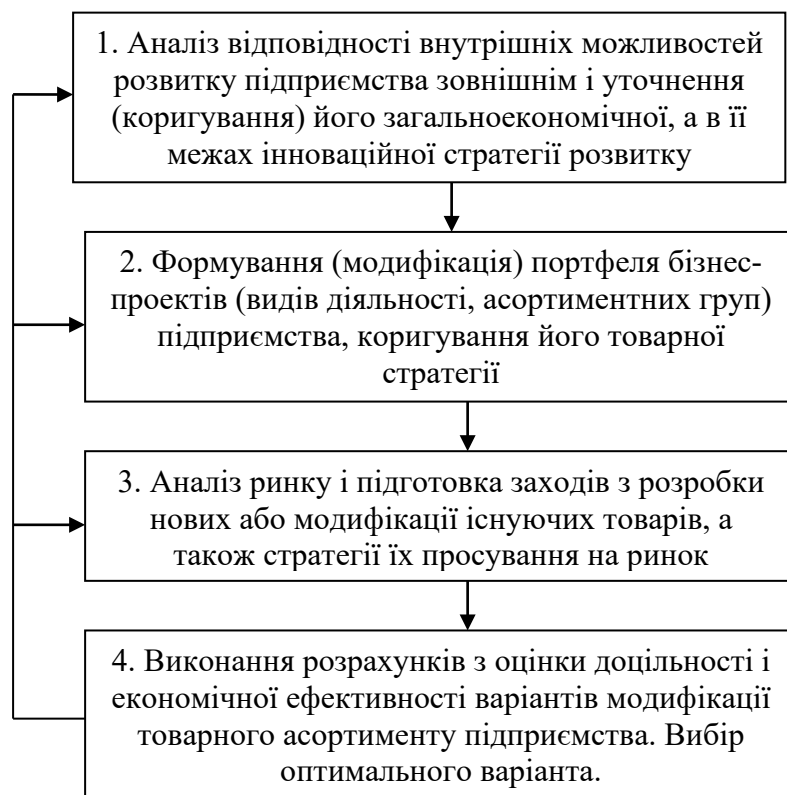 1. Аналіз відповідності внутрішніх можливостей
розвитку підприємства зовнішнім і уточнення
(коригування) його загальноекономічної, а в її
межах інноваційної стратегії розвитку
2. Формування (модифікація) портфеля бізнес-
проектів (видів діяльності, асортиментних груп)
підприємства, коригування його товарної
стратегії
3. Аналіз ринку і підготовка заходів з розробки
нових або модифікації існуючих товарів, а
також стратегії їх просування на ринок
4. Виконання розрахунків з оцінки доцільності і
економічної ефективності варіантів модифікації
товарного асортименту підприємства. Вибір
оптимального варіанта.